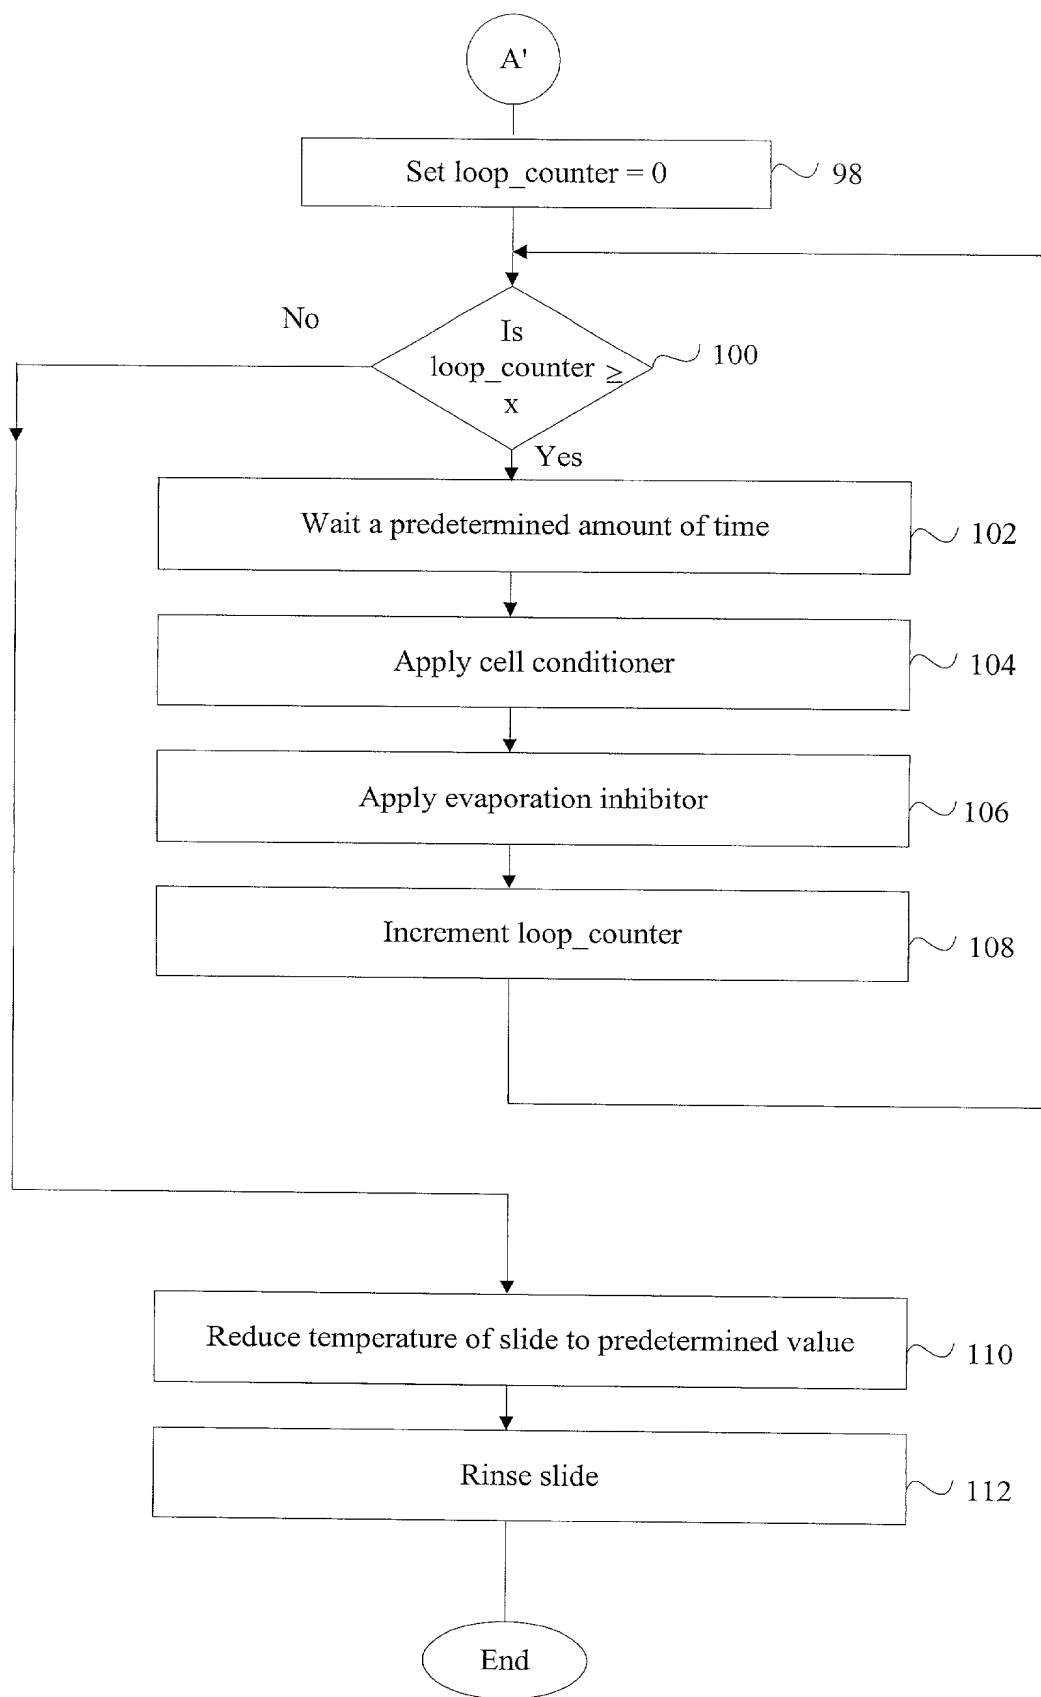 A'
Set loop_counter = 0
98
No
Is
loop_counter ≥
x
100
Yes
Wait a predetermined amount of time
102
Apply cell conditioner
104
Apply evaporation inhibitor
106
Increment loop_counter
108
Reduce temperature of slide to predetermined value
110
Rinse slide
112
End